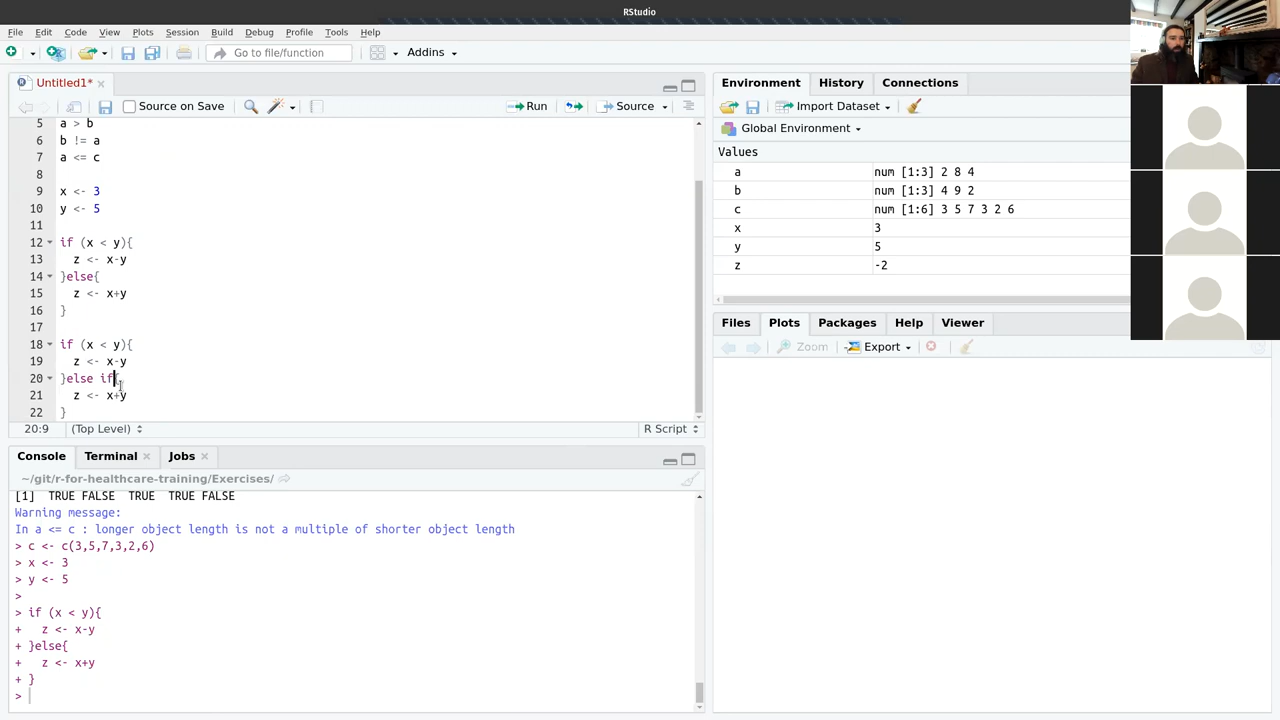 RStudio
File Edit Code View Plots Session Build Debug Profile Tools Help
Go to file/function Addins
Untitled1*
Source on Save Run Source
5 a > b
6 b != a
7 a <= c
8
9 x <- 3
10 y <- 5
11
12 if (x < y){
13 z <- x-y
14 }else{
15 z <- x+y
16 }
17
18 if (x < y){
19 z <- x-y
20 }else if{
21 z <- x+y
22 }
20:9 (Top Level) R Script
Console Terminal Jobs
~/git/r-for-healthcare-training/Exercises/
[1]  TRUE FALSE  TRUE  TRUE FALSE
Warning message:
In a <= c : longer object length is not a multiple of shorter object length
> c <- c(3,5,7,3,2,6)
> x <- 3
> y <- 5
>
> if (x < y){
+   z <- x-y
+ }else{
+   z <- x+y
+ }
>
Environment History Connections
Import Dataset
Global Environment
Values
a num [1:3] 2 8 4
b num [1:3] 4 9 2
c num [1:6] 3 5 7 3 2 6
x 3
y 5
z -2
Files Plots Packages Help Viewer
Zoom Export